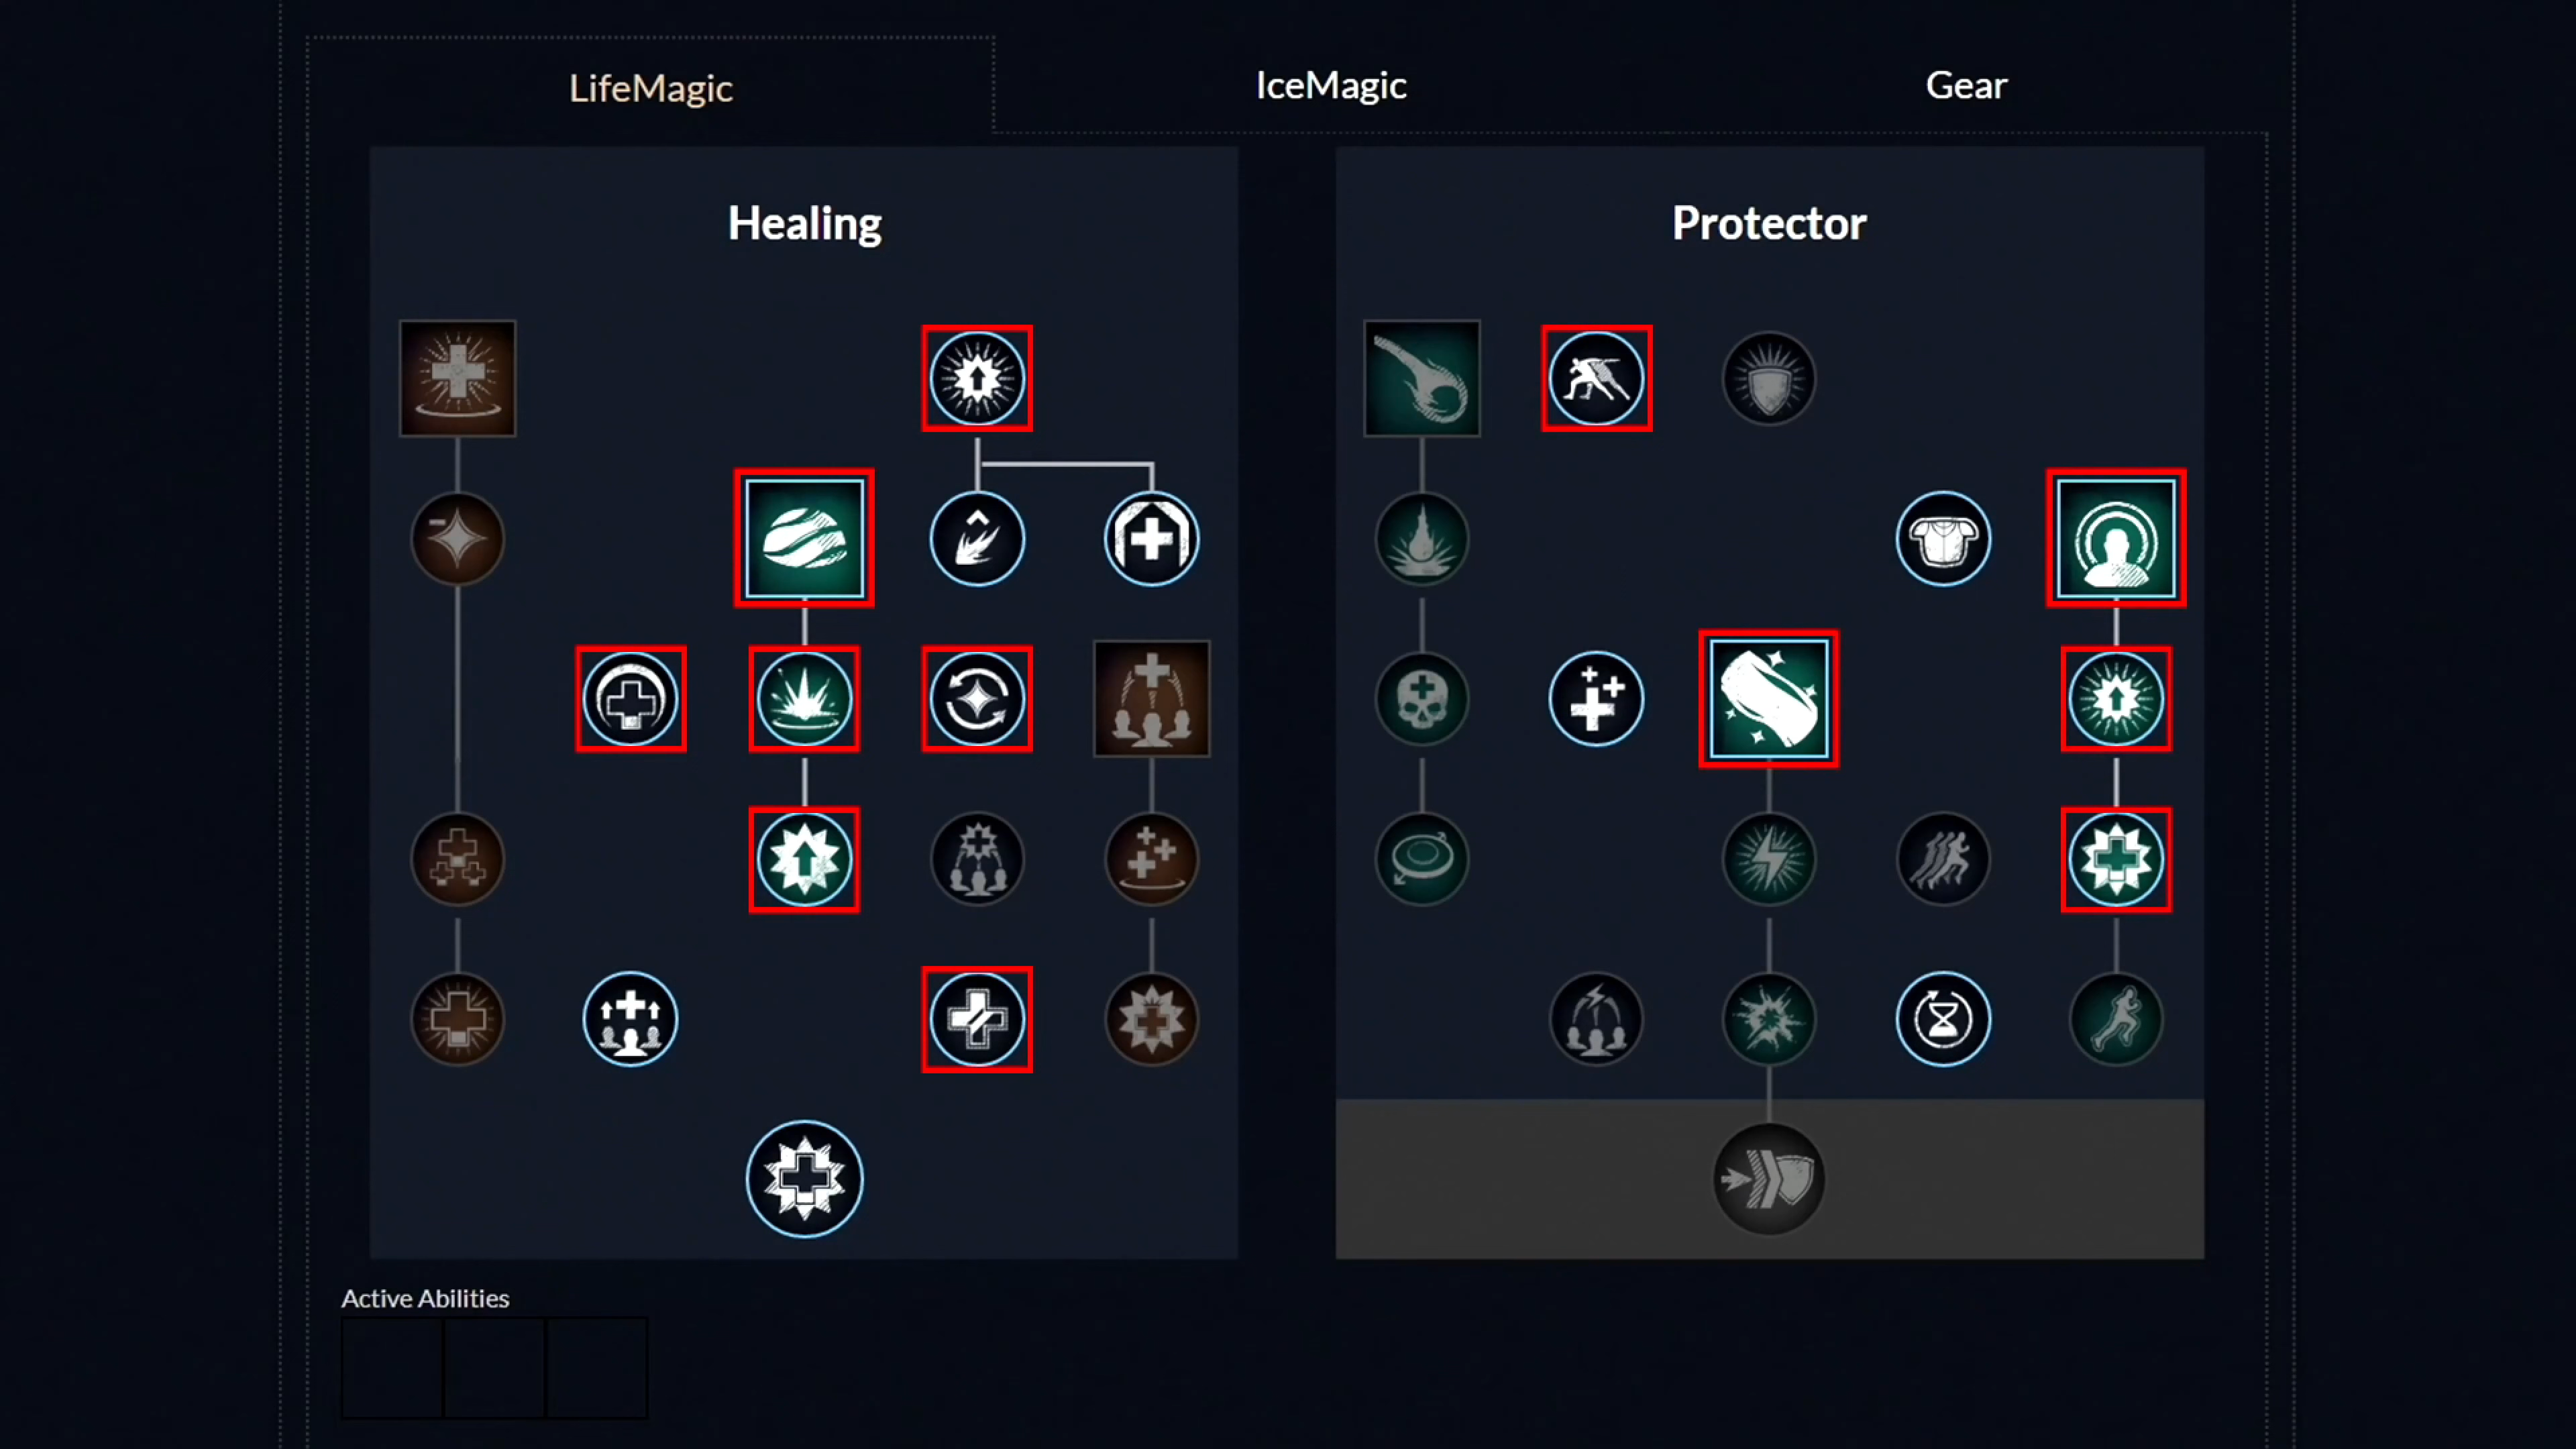 LifeMagic
IceMagic
Gear
Healing
Protector
Active Abilities